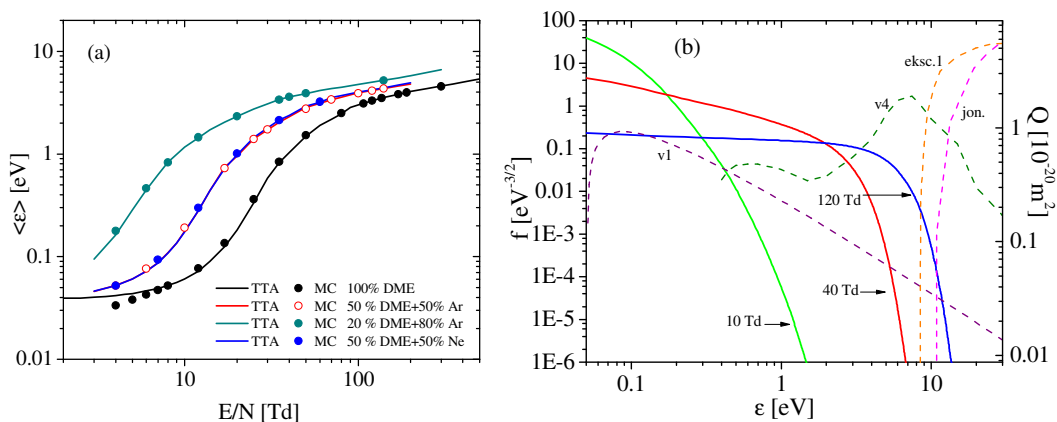 (a)
10
1
0.1
0.01
<ε> [eV]
10
100
E/N [Td]
TTA MC 100% DME
TTA MC 50 % DME+50% Ar
TTA MC 20 % DME+80% Ar
TTA MC 50 % DME+50% Ne
(b)
100
10
1
0.1
0.01
1E-3
1E-4
1E-5
1E-6
f [eV-3/2]
0.1
1
10
ε [eV]
eksc.1
v4
jon.
v1
120 Td
40 Td
10 Td
1
0.1
0.01
Q [10-20m2]